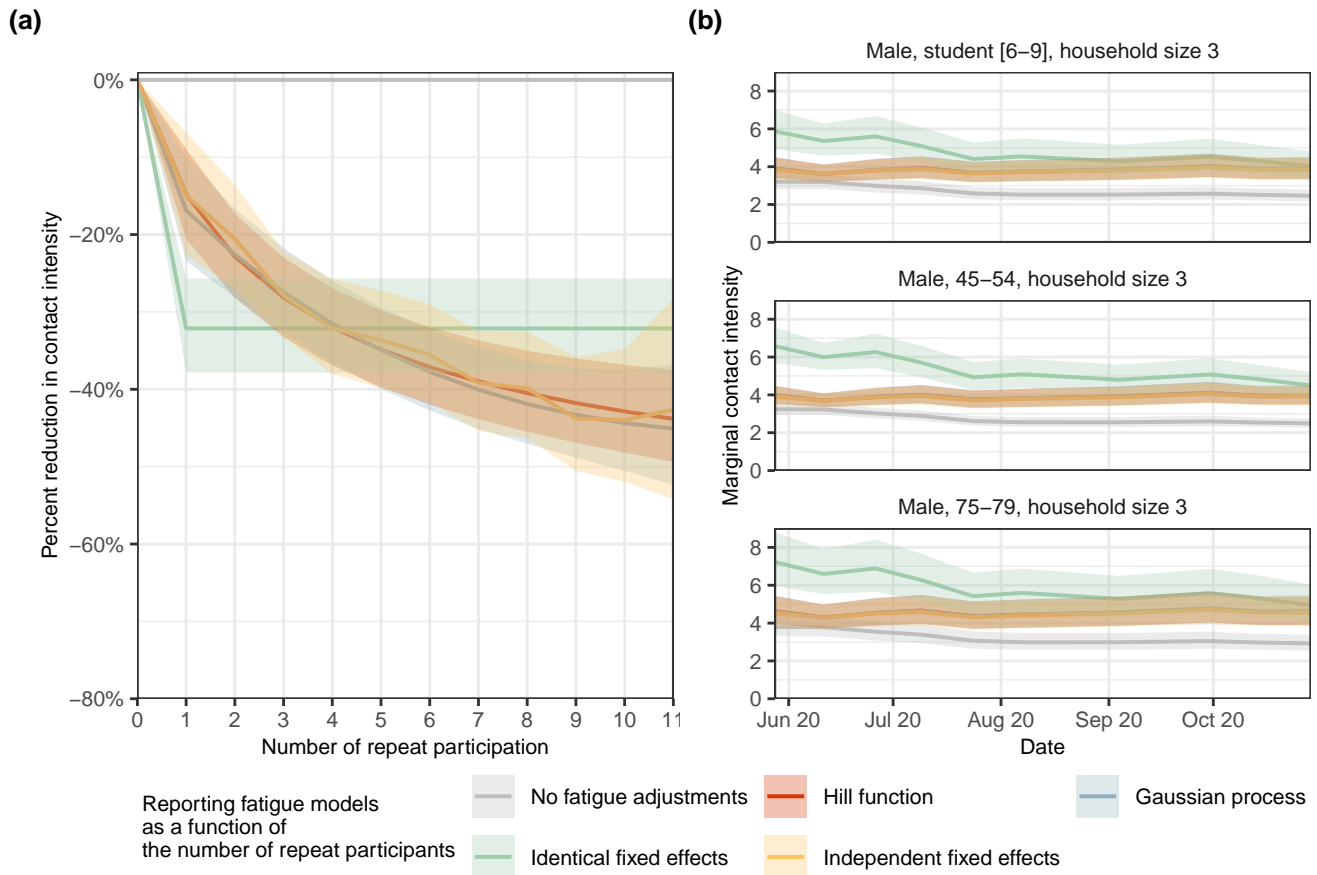 (a)
(b)
Percent reduction in contact intensity
0%
−20%
−40%
−60%
−80%
0 1 2 3 4 5 6 7 8 9 10 11
Number of repeat participation
Marginal contact intensity
Male, student [6−9], household size 3
8
6
4
2
0
Male, 45−54, household size 3
8
6
4
2
0
Male, 75−79, household size 3
8
6
4
2
0
Jun 20 Jul 20 Aug 20 Sep 20 Oct 20
Date
Reporting fatigue models
as a function of
the number of repeat participants
No fatigue adjustments
Hill function
Gaussian process
Identical fixed effects
Independent fixed effects